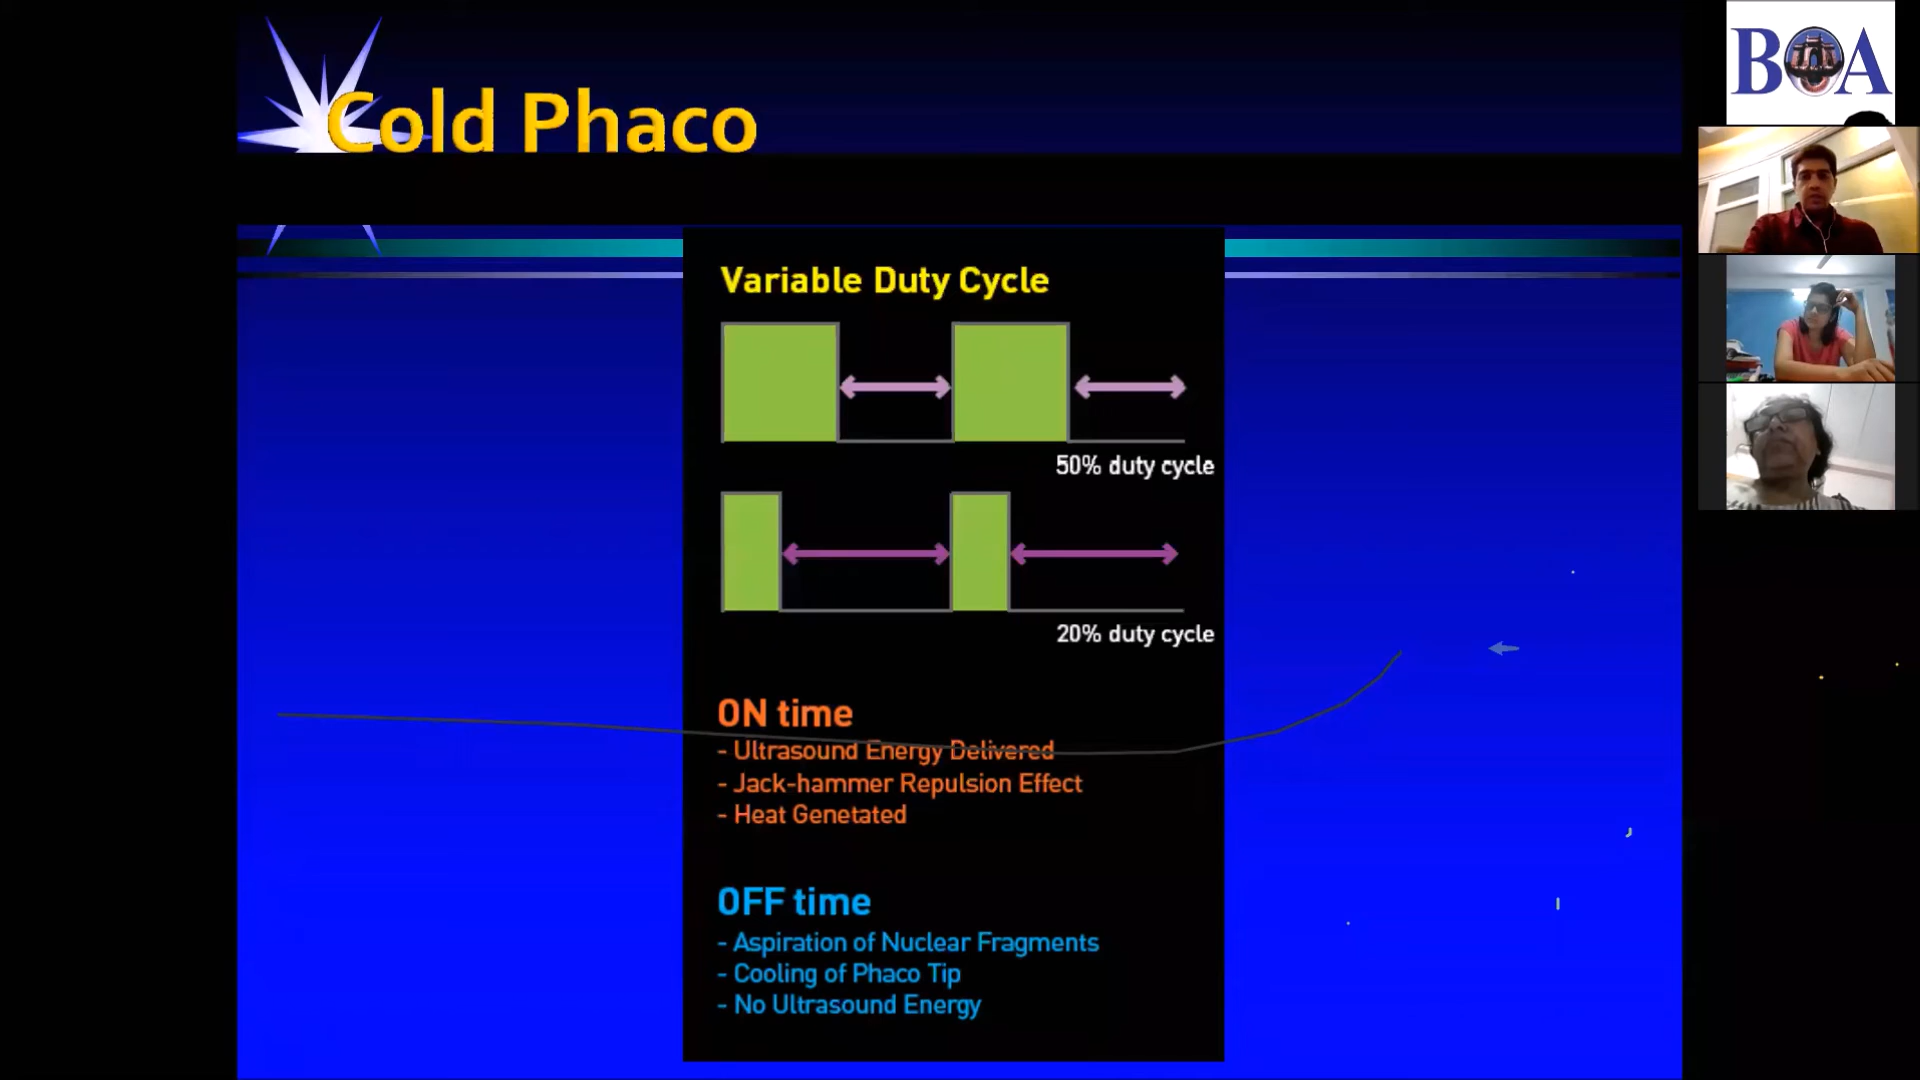 BOA
Cold Phaco
Variable Duty Cycle
50% duty cycle
20% duty cycle
ON time
- Ultrasound Energy Delivered
- Jack-hammer Repulsion Effect
- Heat Genetated
OFF time
- Aspiration of Nuclear Fragments
- Cooling of Phaco Tip
- No Ultrasound Energy